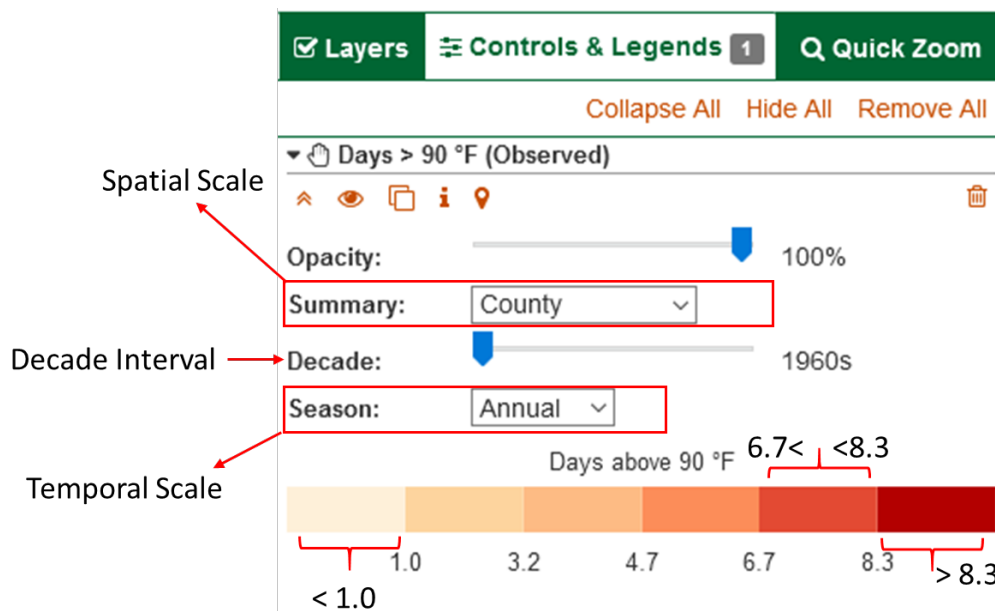 Layers Controls & Legends 1 Quick Zoom
Collapse All Hide All Remove All
Days > 90 °F (Observed)
Spatial Scale
Opacity: 100%
Summary: County
Decade Interval
Decade: 1960s
Season: Annual
Temporal Scale
Days above 90 °F
6.7< <8.3
1.0 3.2 4.7 6.7 8.3
< 1.0
> 8.3